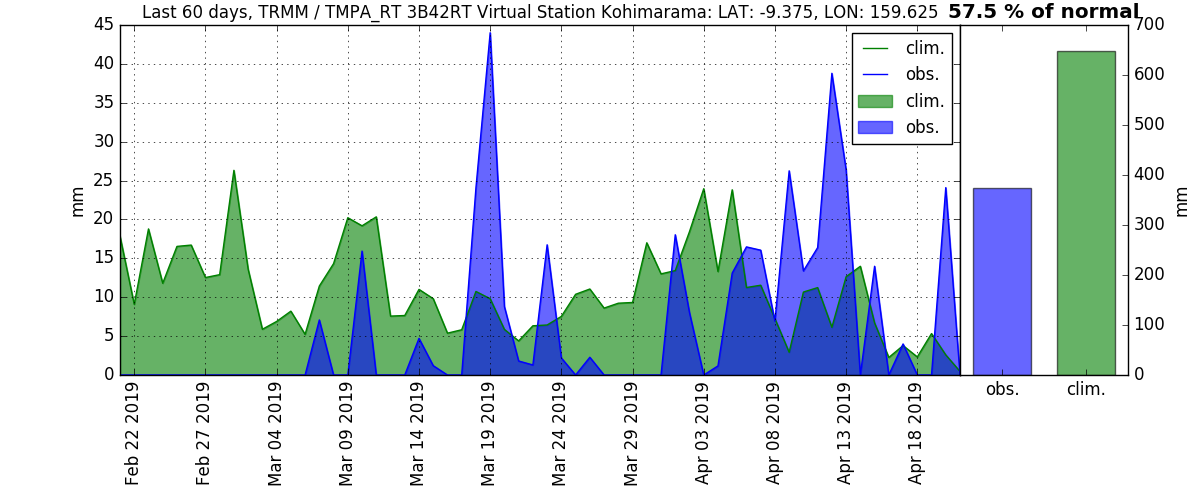 Last 60 days, TRMM / TMPA_RT 3B42RT Virtual Station Kohimarama: LAT: -9.375, LON: 159.625 57.5 % of normal
45
40
35
30
25
20
15
10
5
0
mm
clim.
obs.
clim.
obs.
700
600
500
400
300
200
100
0
mm
Feb 22 2019
Feb 27 2019
Mar 04 2019
Mar 09 2019
Mar 14 2019
Mar 19 2019
Mar 24 2019
Mar 29 2019
Apr 03 2019
Apr 08 2019
Apr 13 2019
Apr 18 2019
obs.
clim.